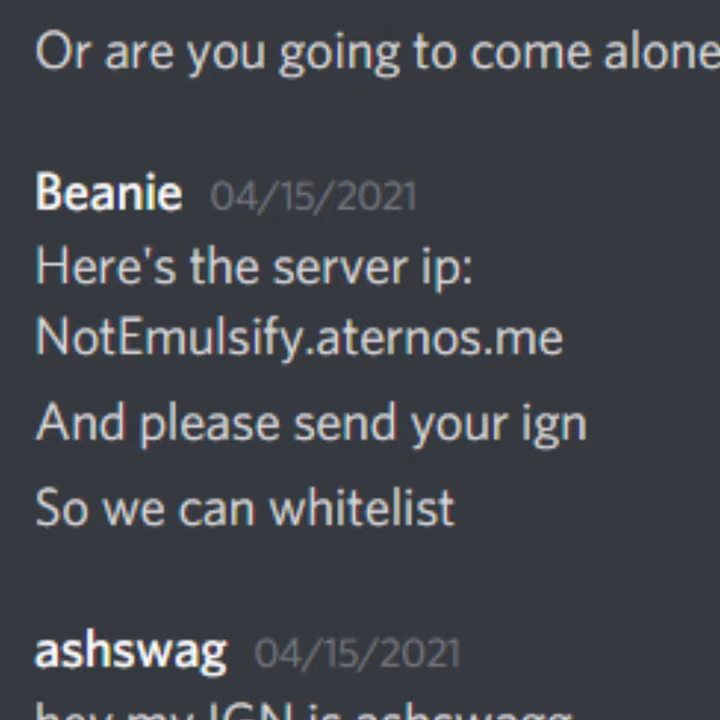 Or are you going to come alone
Beanie 04/15/2021
Here's the server ip:
NotEmulsify.aternos.me
And please send your ign
So we can whitelist
ashswag 04/15/2021
hey my IGN is ashswagg